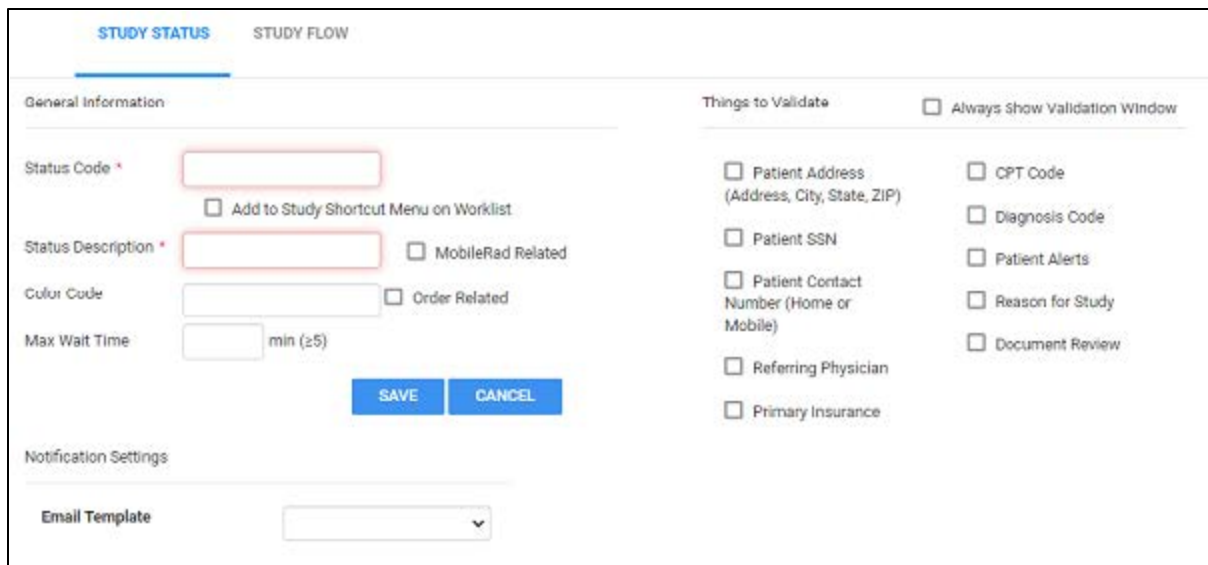 STUDY STATUS STUDY FLOW
General Information
Status Code *
Add to Study Shortcut Menu on Worklist
Status Description *
MobileRad Related
Color Code
Order Related
Max Wait Time
min (≥5)
SAVE CANCEL
Notification Settings
Email Template
Things to Validate
Always Show Validation Window
Patient Address
(Address, City, State, ZIP)
Patient SSN
Patient Contact
Number (Home or
Mobile)
Referring Physician
Primary Insurance
CPT Code
Diagnosis Code
Patient Alerts
Reason for Study
Document Review